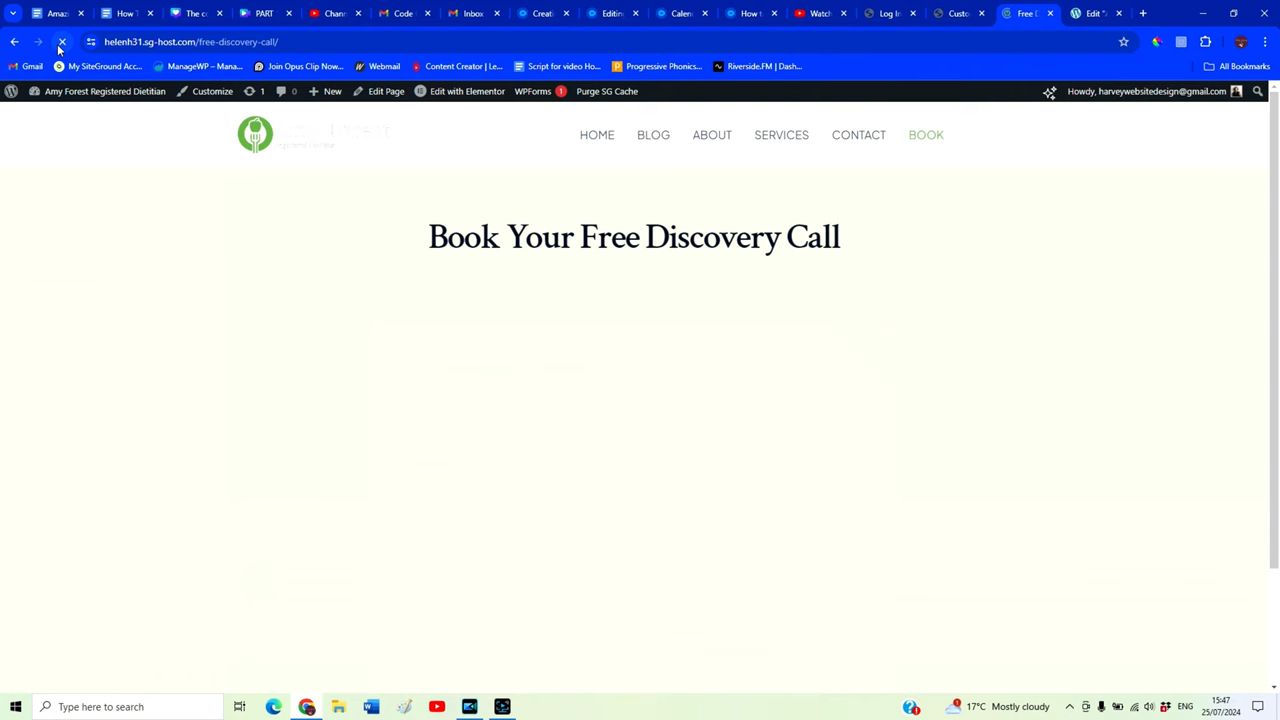 Amaz
How T
The co
PART
Chann
Code
Inbox
Creati
Editing
Calen
How t
Watch
Log In
Custo
Free D
Edit "A
helenh31.sg-host.com/free-discovery-call/
Gmail
My SiteGround Acc...
ManageWP – Mana...
Join Opus Clip Now...
Webmail
Content Creator | Le...
Script for video Ho...
Progressive Phonics...
Riverside.FM | Dash...
All Bookmarks
Amy Forest Registered Dietitian
Customize
1
0
New
Edit Page
Edit with Elementor
WPForms 1
Purge SG Cache
Howdy, harveywebsitedesign@gmail.com
HOME
BLOG
ABOUT
SERVICES
CONTACT
BOOK
Book Your Free Discovery Call
Type here to search
17°C Mostly cloudy
ENG
15:47
25/07/2024